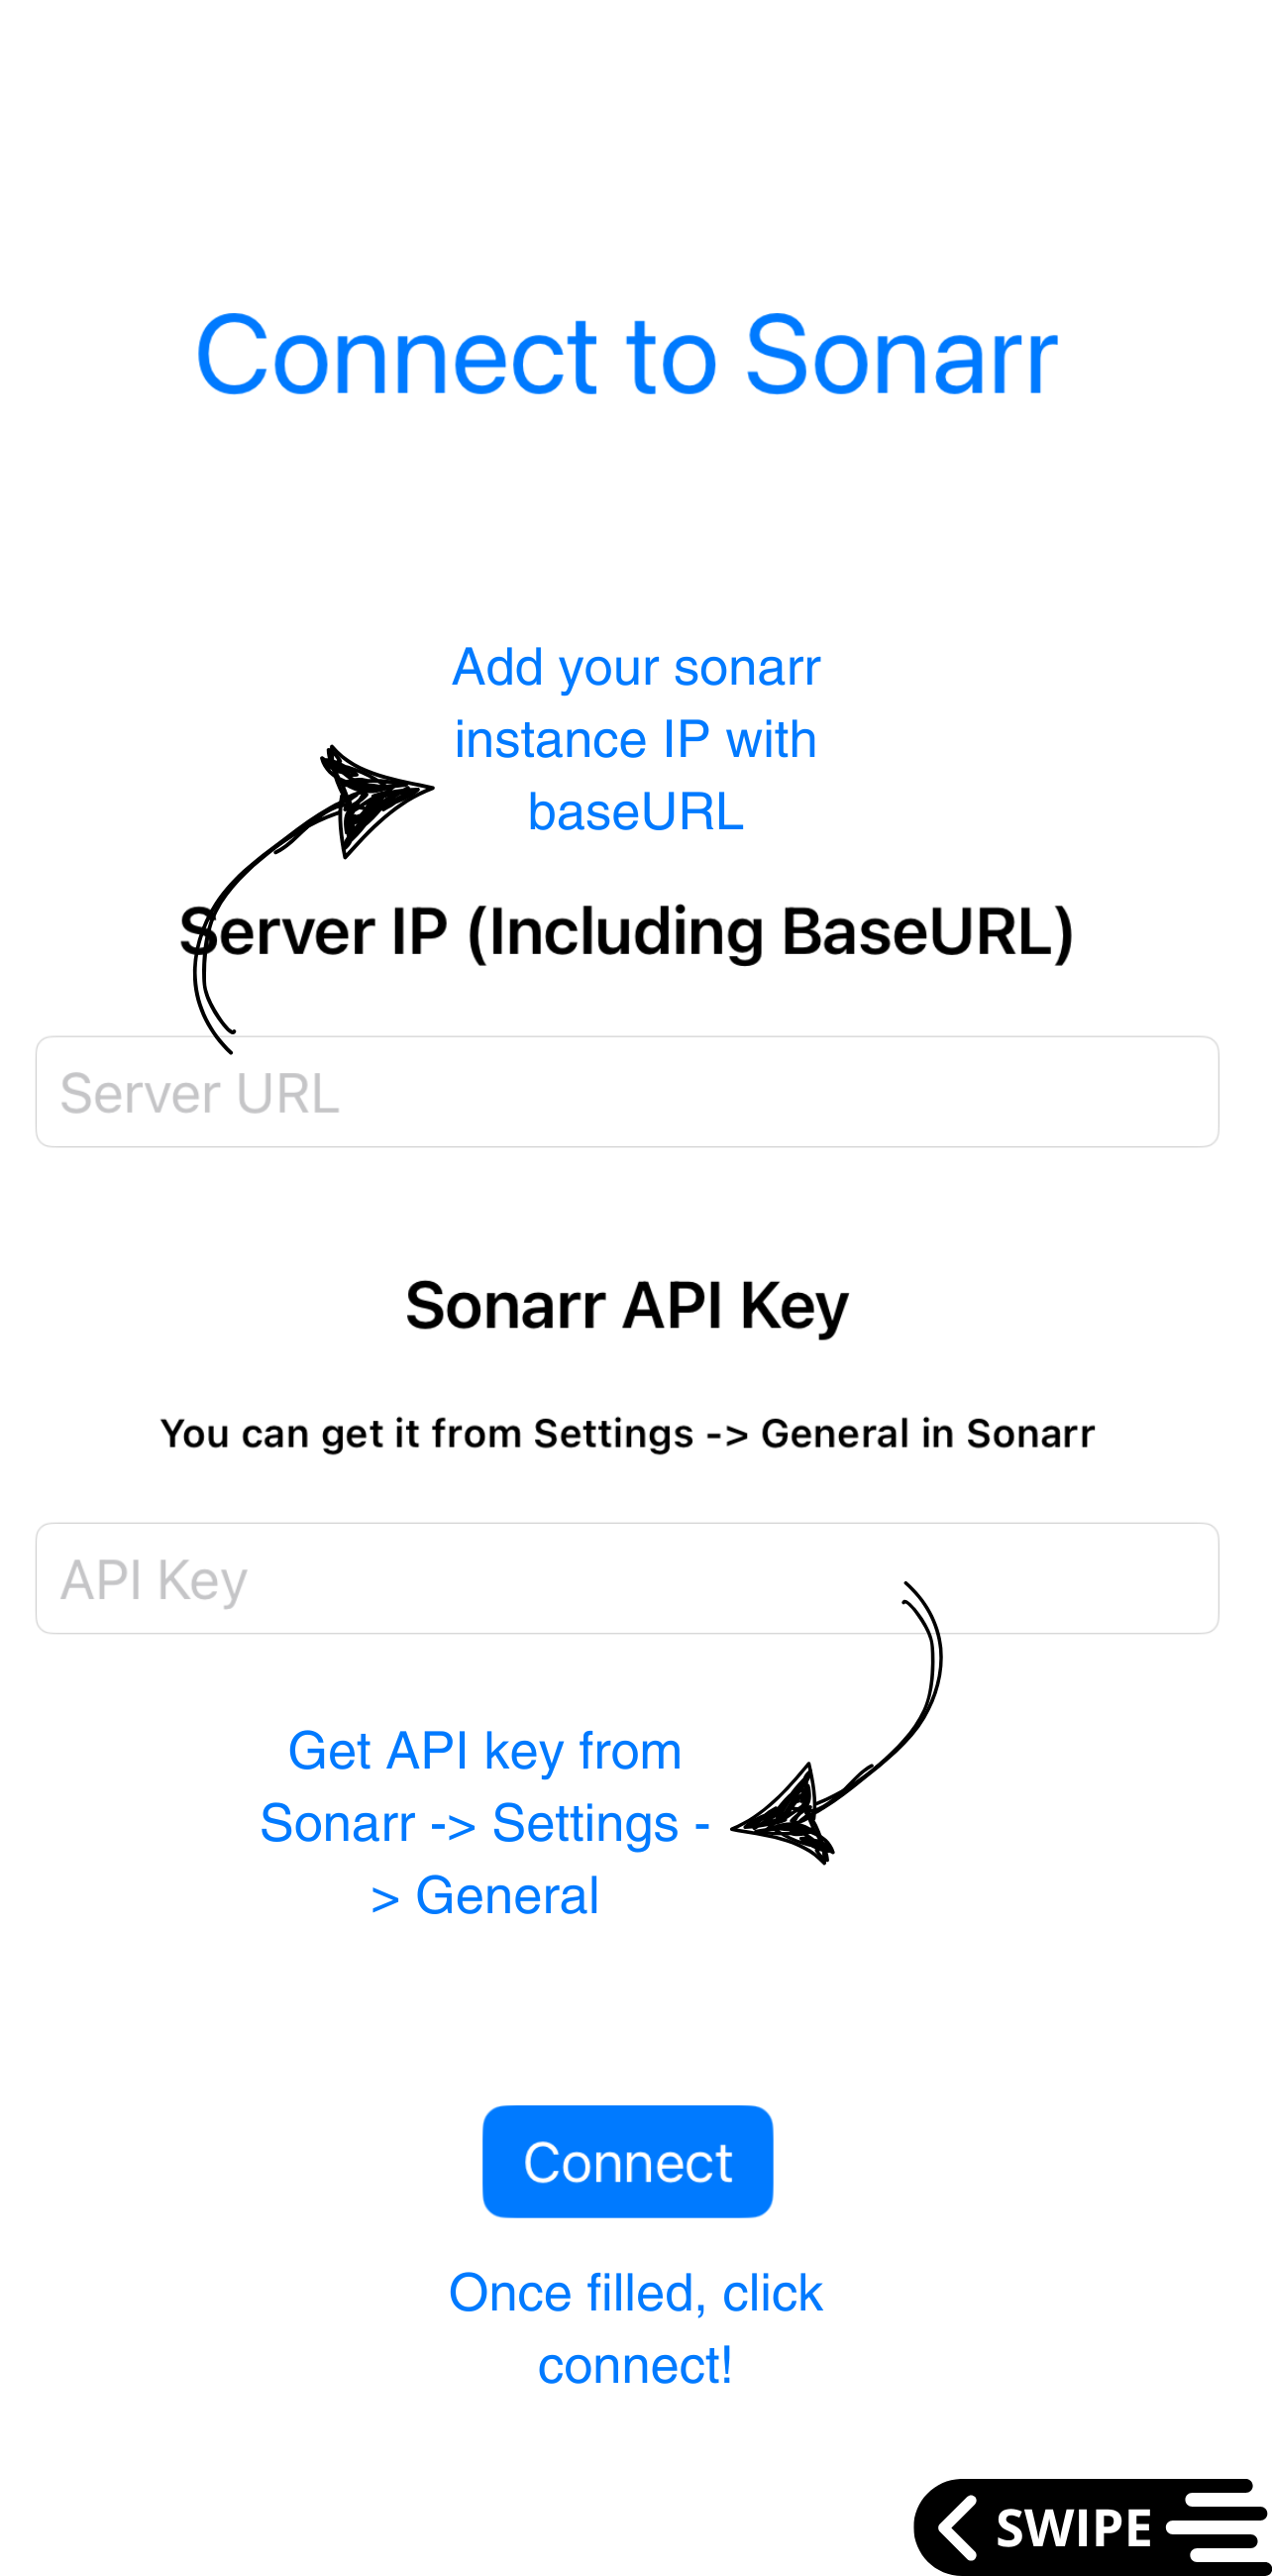 Connect to Sonarr
Add your sonarr
instance IP with
baseURL
Server IP (Including BaseURL)
Server URL
Sonarr API Key
You can get it from Settings -> General in Sonarr
API Key
Get API key from
Sonarr -> Settings -
> General
Connect
Once filled, click
connect!
SWIPE